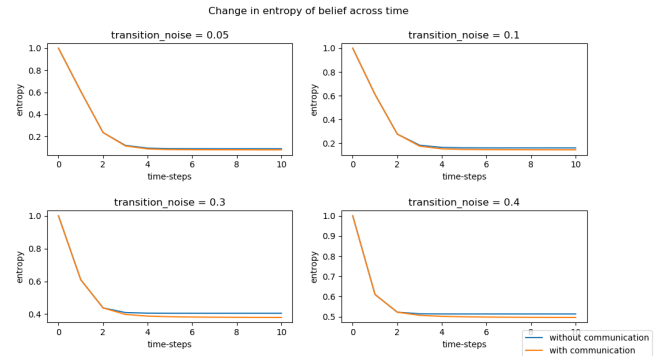 Change in entropy of belief across time
transition_noise = 0.05
1.0
0.8
0.6
0.4
0.2
entropy
0 2 4 6 8 10
time-steps
transition_noise = 0.1
1.0
0.8
0.6
0.4
0.2
entropy
0 2 4 6 8 10
time-steps
transition_noise = 0.3
1.0
0.8
0.6
0.4
entropy
0 2 4 6 8 10
time-steps
transition_noise = 0.4
1.0
0.9
0.8
0.7
0.6
0.5
entropy
0 2 4 6 8 10
time-steps
without communication
with communication